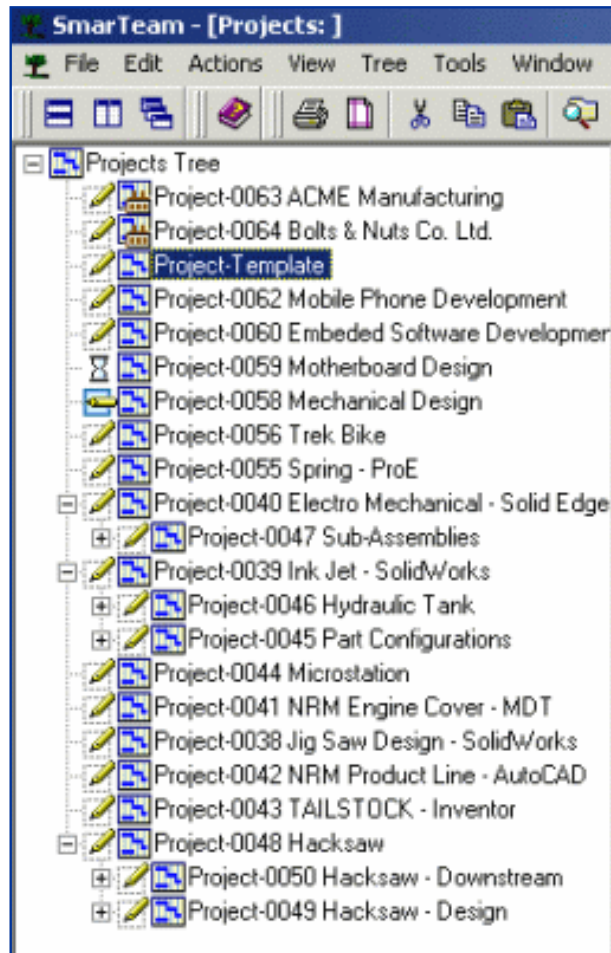 SmarTeam - [Projects: ]
File Edit Actions View Tree Tools Window
Projects Tree
Project-0063 ACME Manufacturing
Project-0064 Bolts & Nuts Co. Ltd.
Project-Template
Project-0062 Mobile Phone Development
Project-0060 Embeded Software Developmer
Project-0059 Motherboard Design
Project-0058 Mechanical Design
Project-0056 Trek Bike
Project-0055 Spring - ProE
Project-0040 Electro Mechanical - Solid Edge
Project-0047 Sub-Assemblies
Project-0039 Ink Jet - SolidWorks
Project-0046 Hydraulic Tank
Project-0045 Part Configurations
Project-0044 Microstation
Project-0041 NRM Engine Cover - MDT
Project-0038 Jig Saw Design - SolidWorks
Project-0042 NRM Product Line - AutoCAD
Project-0043 TAILSTOCK - Inventor
Project-0048 Hacksaw
Project-0050 Hacksaw - Downstream
Project-0049 Hacksaw - Design